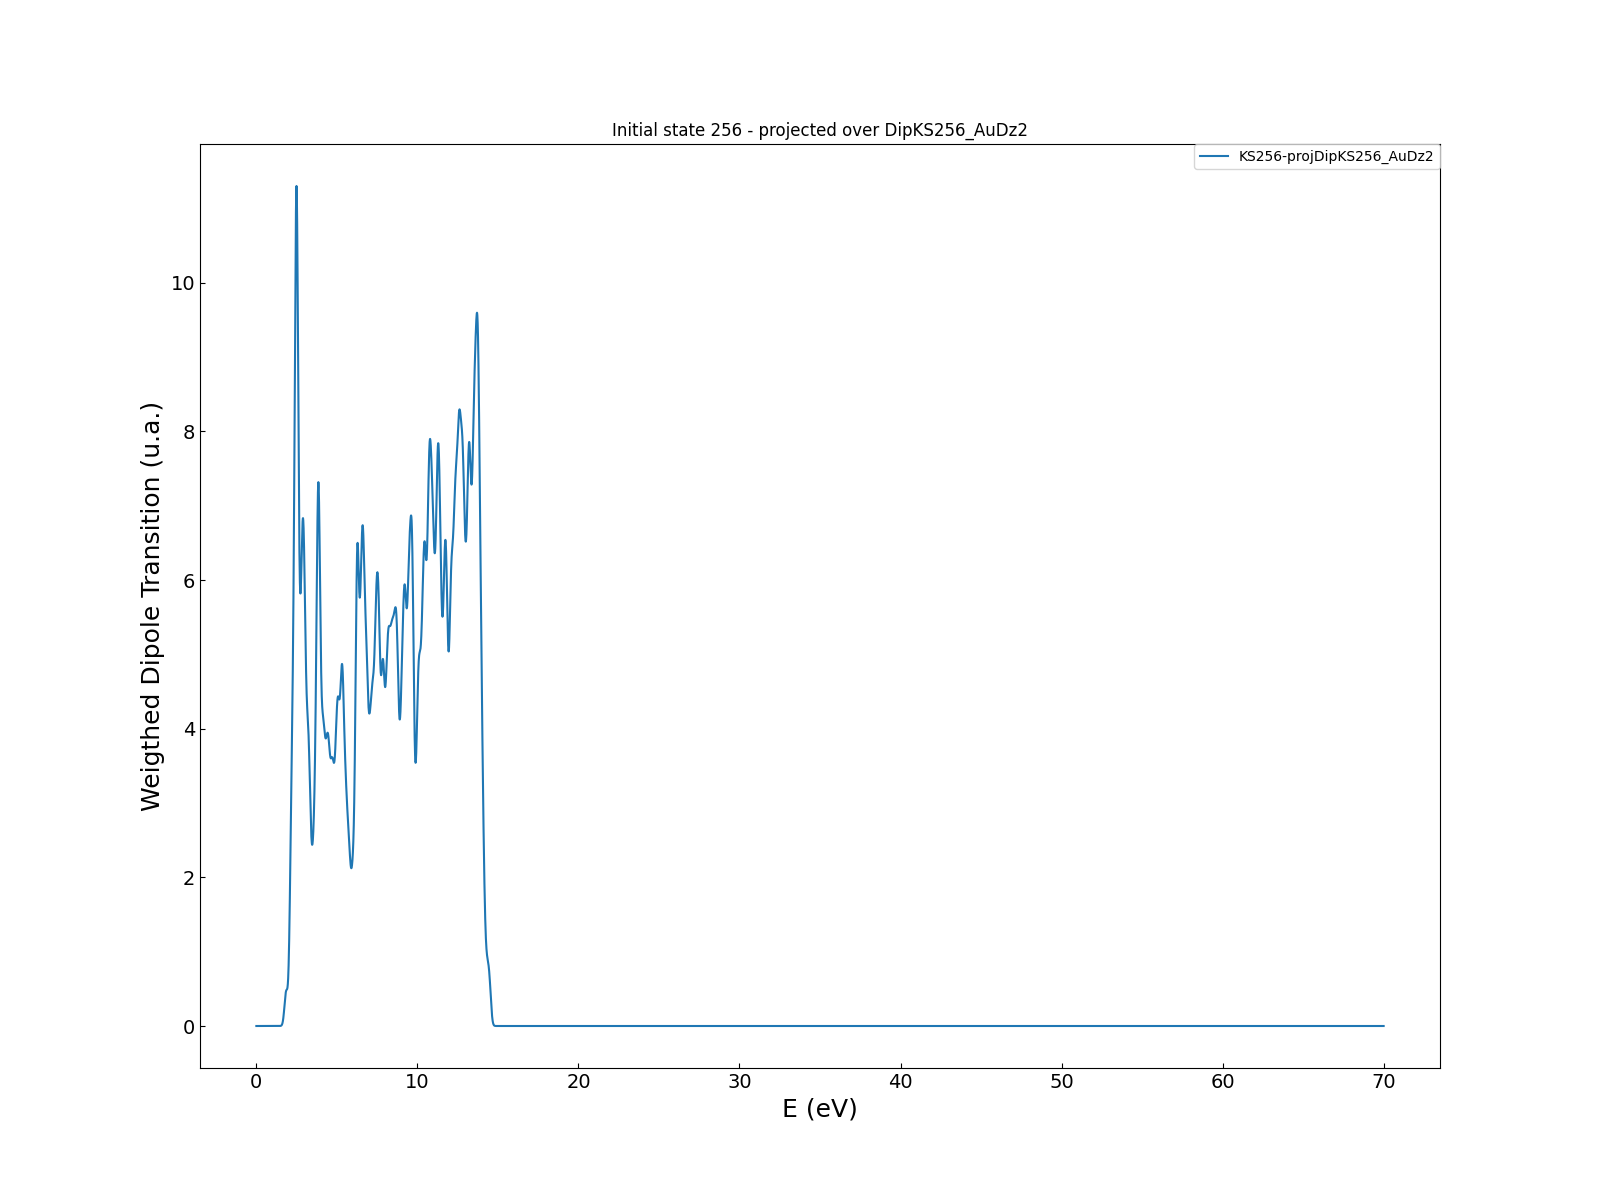 Initial state 256 - projected over DipKS256_AuDz2
KS256-projDipKS256_AuDz2
Weigthed Dipole Transition (u.a.)
10
8
6
4
2
0
0 10 20 30 40 50 60 70
E (eV)